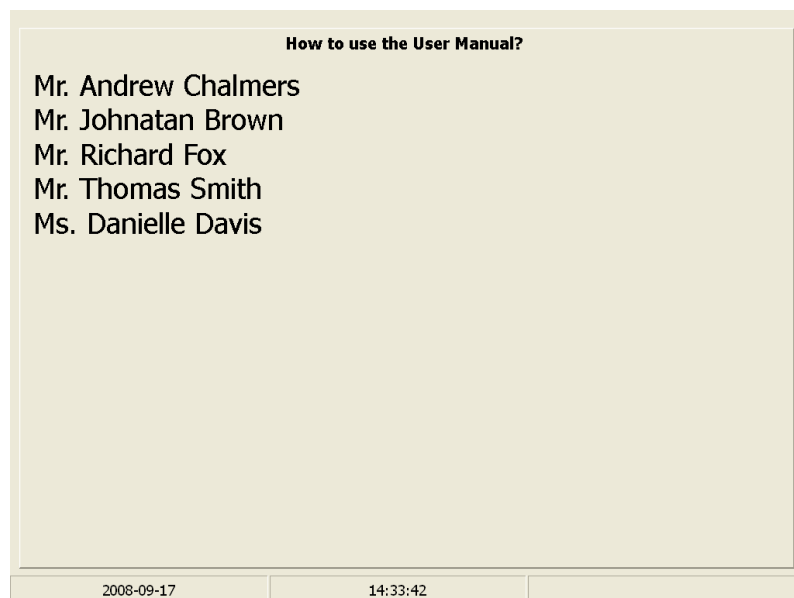 How to use the User Manual?
Mr. Andrew Chalmers
Mr. Johnatan Brown
Mr. Richard Fox
Mr. Thomas Smith
Ms. Danielle Davis
2008-09-17 14:33:42